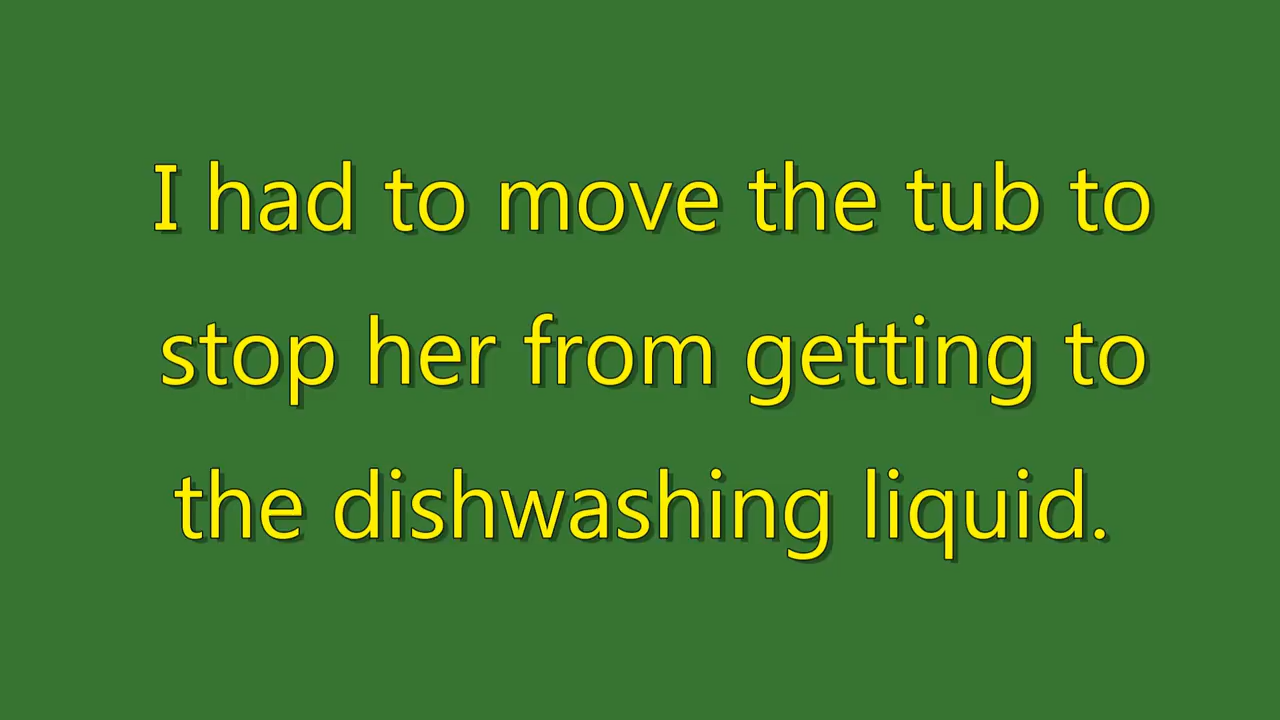 I had to move the tub to
stop her from getting to
the dishwashing liquid.